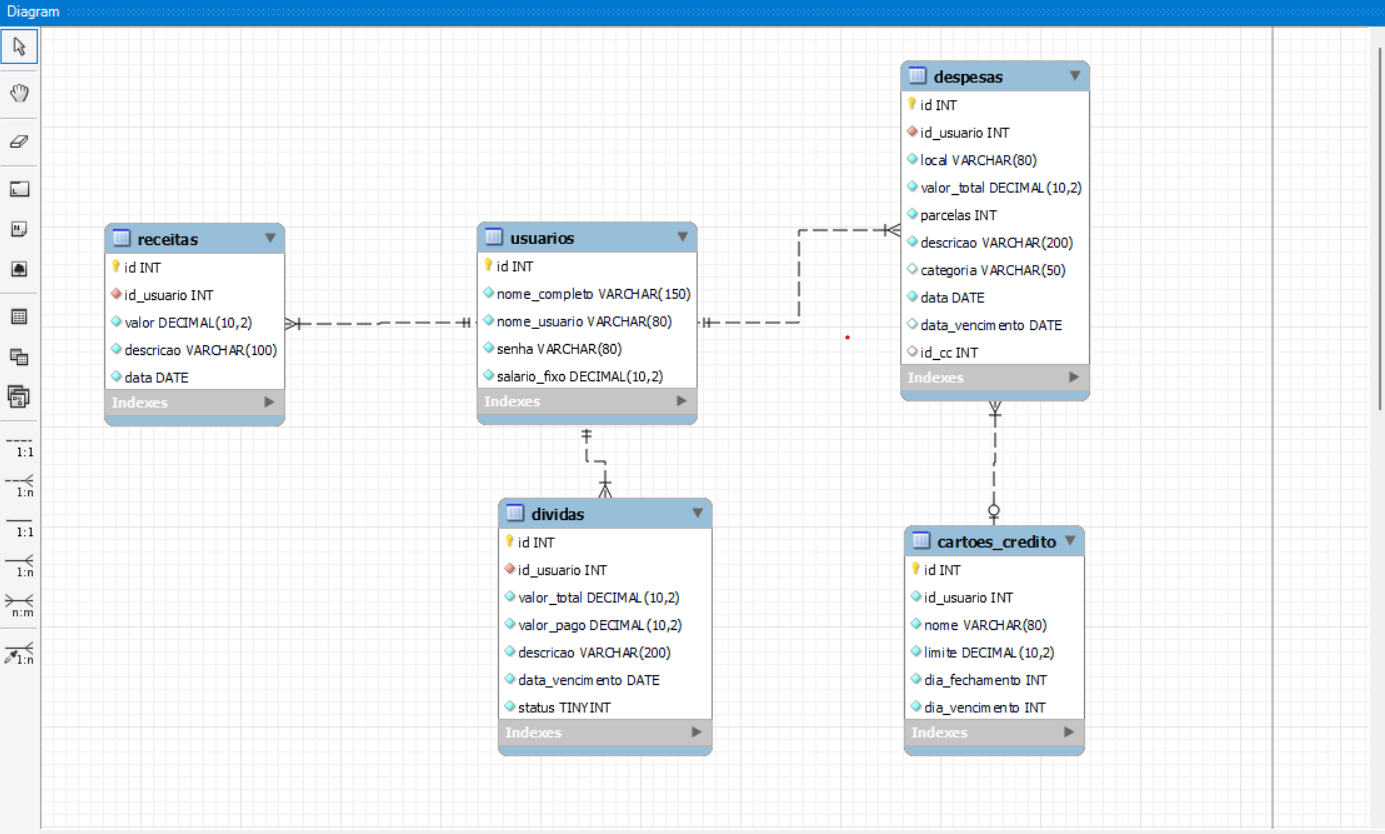 Diagram
1:1
1:n
1:1
1:n
n:m
1:n
receitas
id INT
id_usuario INT
valor DECIMAL(10,2)
descricao VARCHAR(100)
data DATE
Indexes
usuarios
id INT
nome_completo VARCHAR(150)
nome_usuario VARCHAR(80)
senha VARCHAR(80)
salario_fixo DECIMAL(10,2)
Indexes
despesas
id INT
id_usuario INT
local VARCHAR(80)
valor_total DECIMAL(10,2)
parcelas INT
descricao VARCHAR(200)
categoria VARCHAR(50)
data DATE
data_vencimento DATE
id_cc INT
Indexes
dividas
id INT
id_usuario INT
valor_total DECIMAL(10,2)
valor_pago DECIMAL(10,2)
descricao VARCHAR(200)
data_vencimento DATE
status TINYINT
Indexes
cartoes_credito
id INT
id_usuario INT
nome VARCHAR(80)
limite DECIMAL(10,2)
dia_fechamento INT
dia_vencimento INT
Indexes